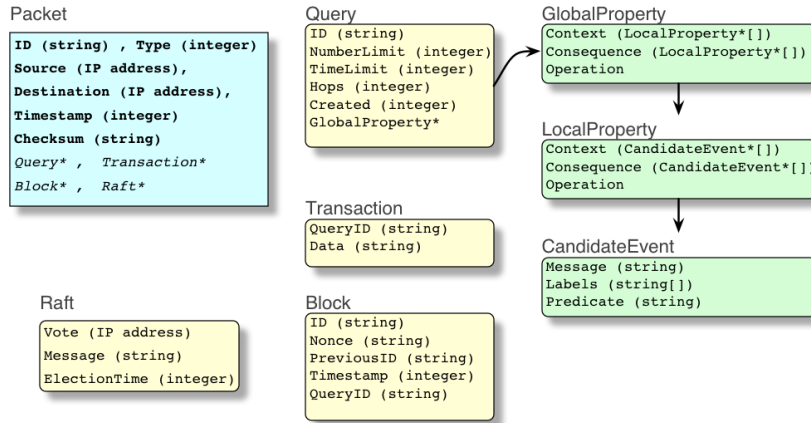 Packet
ID (string) , Type (integer)
Source (IP address),
Destination (IP address),
Timestamp (integer)
Checksum (string)
Query* , Transaction*
Block* , Raft*
Raft
Vote (IP address)
Message (string)
ElectionTime (integer)
Query
ID (string)
NumberLimit (integer)
TimeLimit (integer)
Hops (integer)
Created (integer)
GlobalProperty*
Transaction
QueryID (string)
Data (string)
Block
ID (string)
Nonce (string)
PreviousID (string)
Timestamp (integer)
QueryID (string)
GlobalProperty
Context (LocalProperty*[])
Consequence (LocalProperty*[])
Operation
LocalProperty
Context (CandidateEvent*[])
Consequence (CandidateEvent*[]
Operation
CandidateEvent
Message (string)
Labels (string[])
Predicate (string)